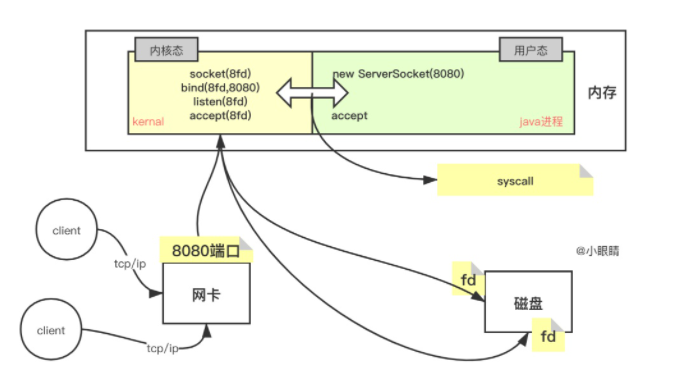 内核态
用户态
socket(8fd)
bind(8fd,8080)
listen(8fd)
accept(8fd)
kernal
new ServerSocket(8080)
accept
java进程
内存
syscall
client
tcp/ip
8080端口
网卡
@小眼睛
fd
磁盘
fd
client
tcp/ip